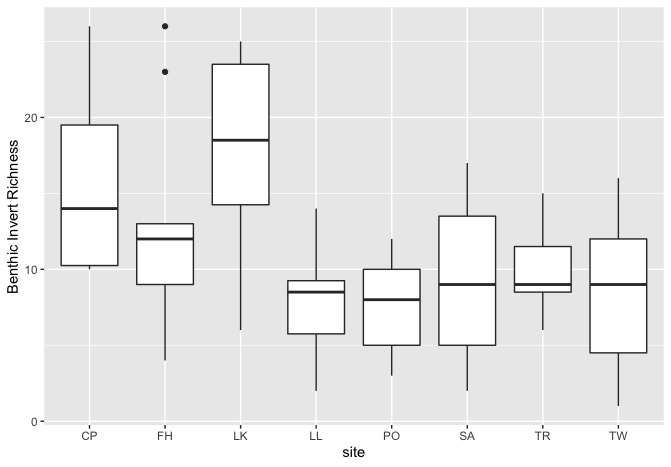 Benthic Invert Richness
20
10
0
CP FH LK LL PO SA TR TW
site